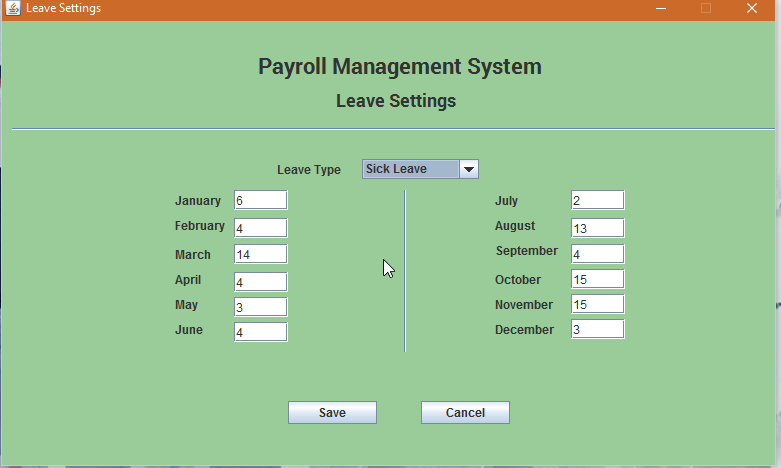 Leave Settings
Payroll Management System
Leave Settings
Leave Type Sick Leave
January 6
February 4
March 14
April 4
May 3
June 4
July 2
August 13
September 4
October 15
November 15
December 3
Save Cancel